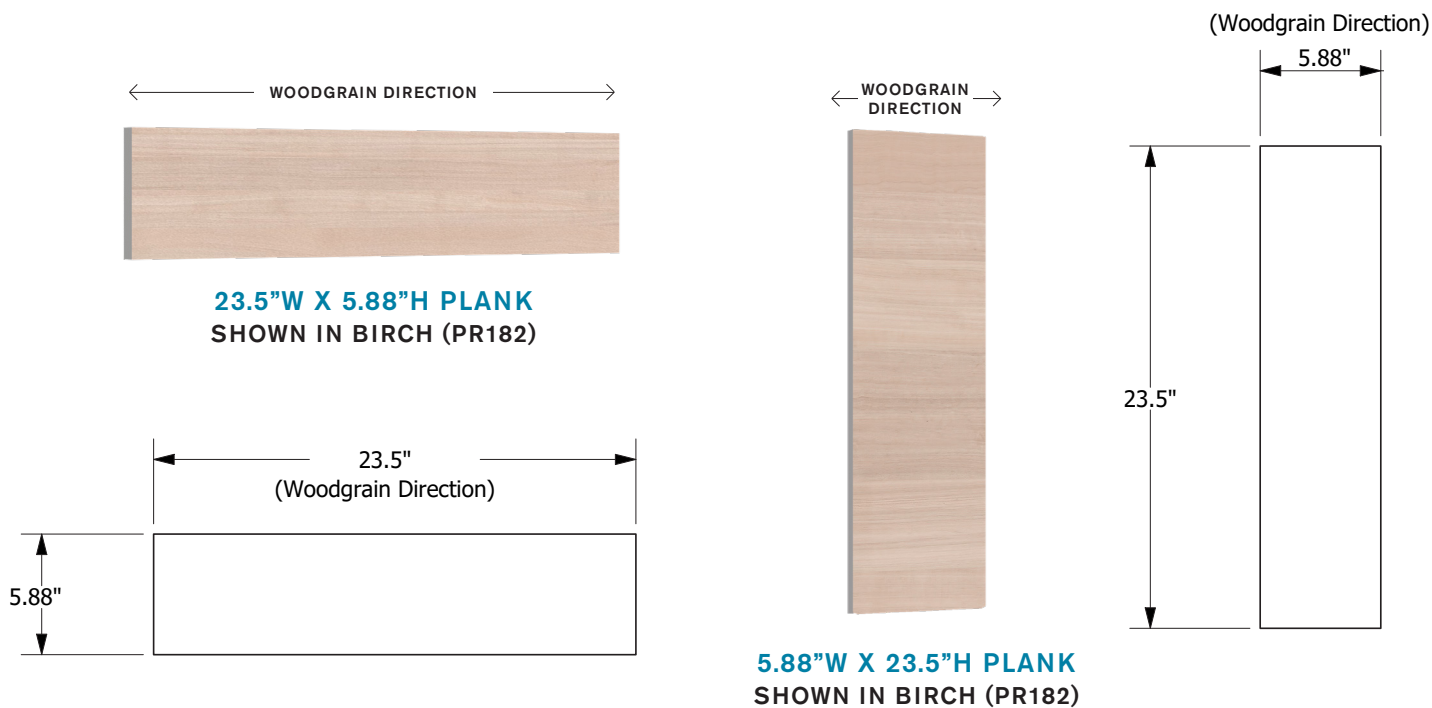 WOODGRAIN DIRECTION
23.5”W X 5.88”H PLANK
SHOWN IN BIRCH (PR182)
23.5"
(Woodgrain Direction)
5.88"
WOODGRAIN
DIRECTION
5.88”W X 23.5”H PLANK
SHOWN IN BIRCH (PR182)
(Woodgrain Direction)
5.88"
23.5"